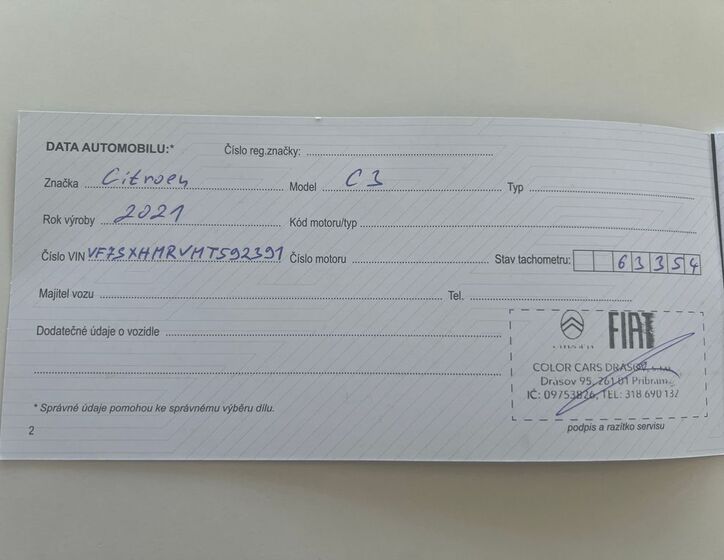 DATA AUTOMOBILU:* Číslo reg.značky:
Značka Citroen Model C3 Typ
Rok výroby 2021 Kód motoru/typ
Číslo VIN VF7SXHMRVMT592391 Číslo motoru Stav tachometru: 63354
Majitel vozu Tel.
Dodatečné údaje o vozidle
FIAT
COLOR CARS DRASOV, s.r.o.
Drásov 95, 261 01 Příbram
IČ: 09753826, TEL: 318 690 132
* Správné údaje pomohou ke správnému výběru dílu.
podpis a razítko servisu
2